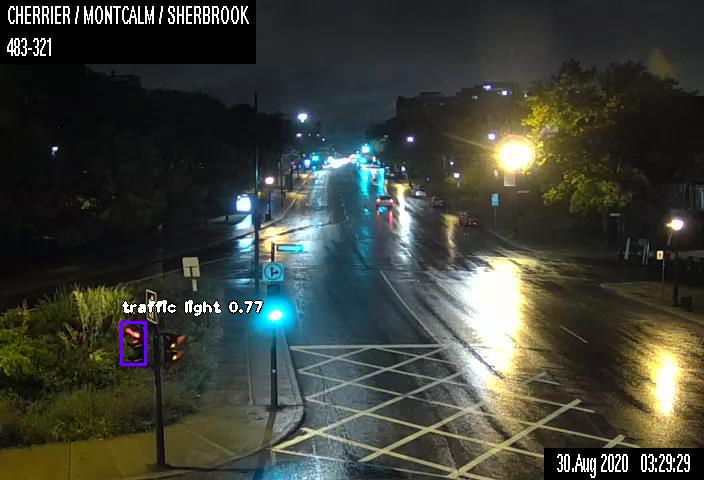 CHERRIER / MONTCALM / SHERBROOK
483-321
traffic light 0.77
30.Aug 2020 03:29:29